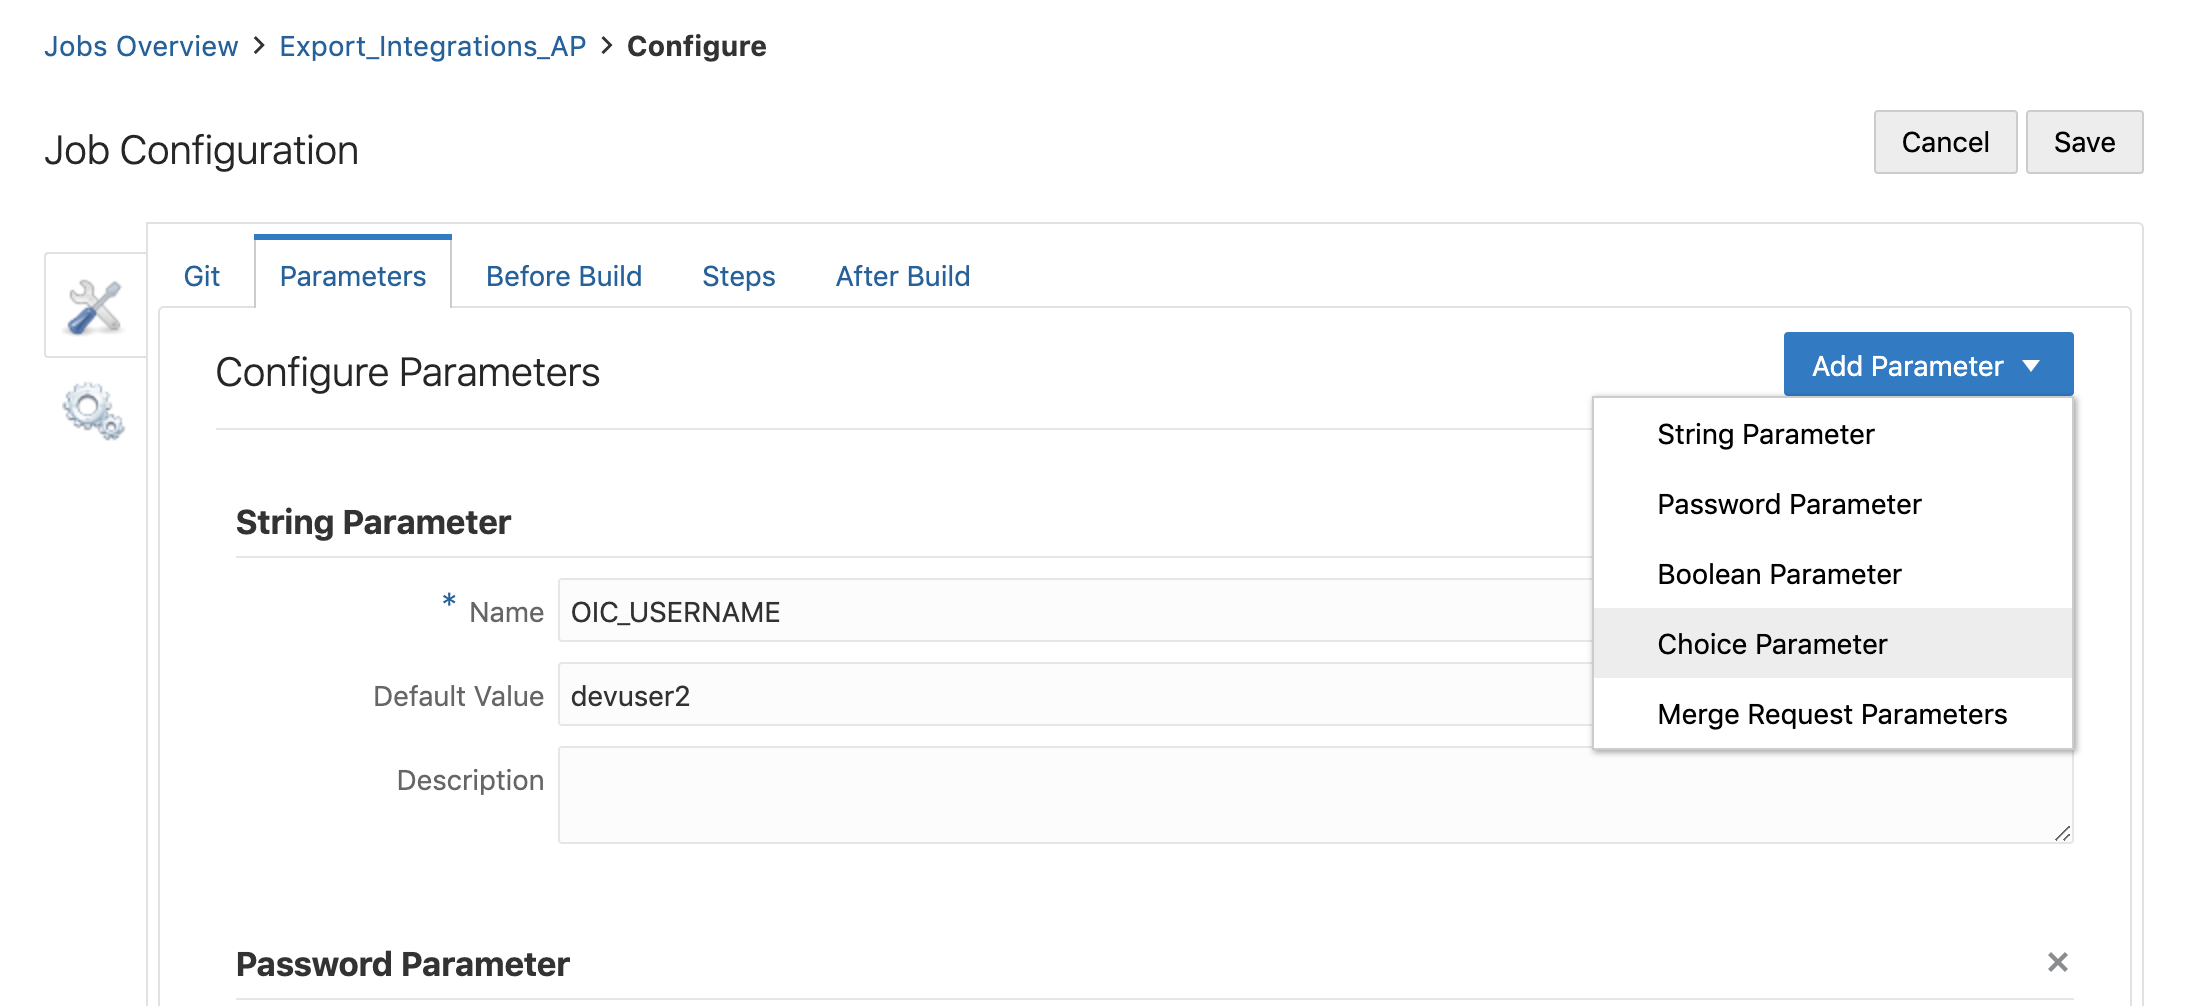 Jobs Overview > Export_Integrations_AP > Configure
Job Configuration
Cancel
Save
Git
Parameters
Before Build
Steps
After Build
Configure Parameters
Add Parameter
String Parameter
Password Parameter
Boolean Parameter
Choice Parameter
Merge Request Parameters
String Parameter
* Name
OIC_USERNAME
Default Value
devuser2
Description
Password Parameter